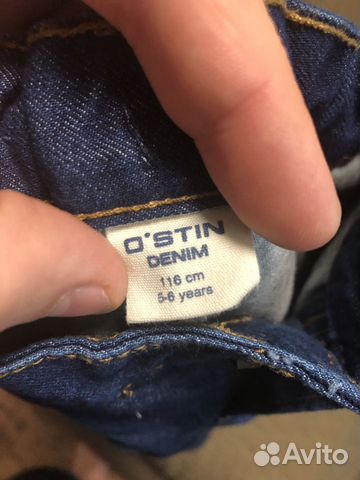 O'STIN
DENIM
116 cm
5-6 years
Avito